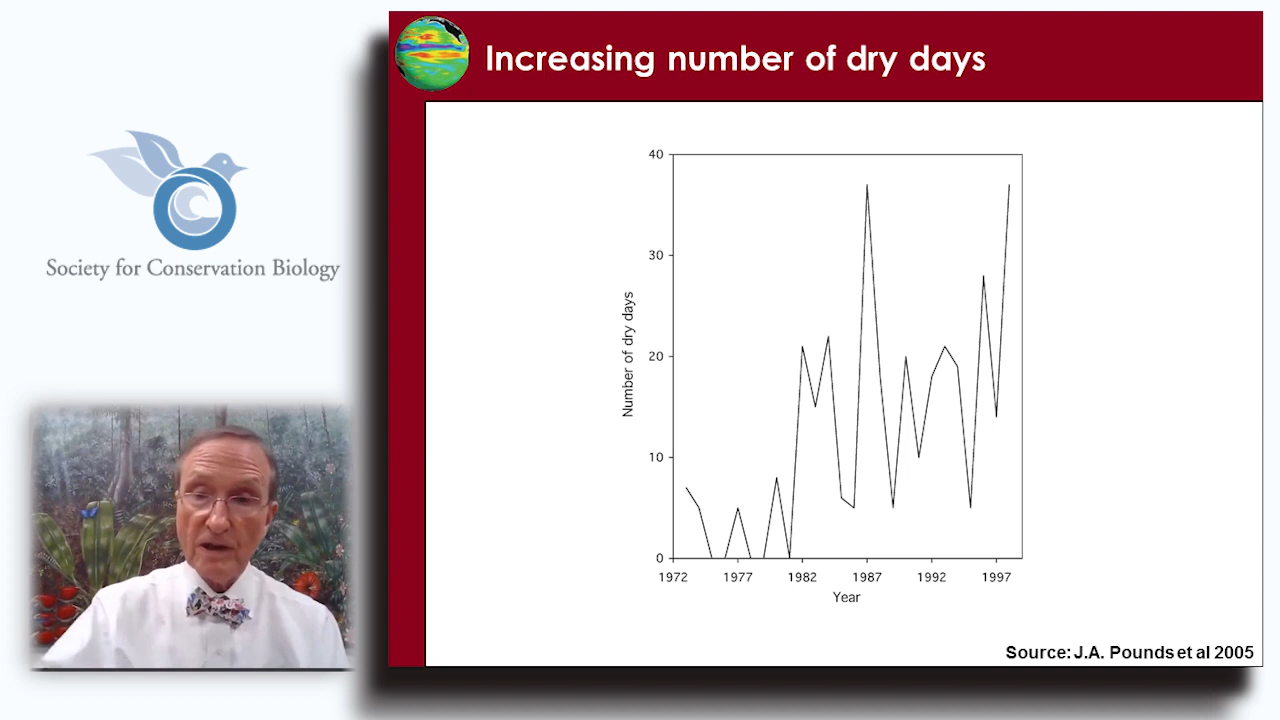 Increasing number of dry days
Society for Conservation Biology
40
30
20
10
0
Number of dry days
1972 1977 1982 1987 1992 1997
Year
Source: J.A. Pounds et al 2005